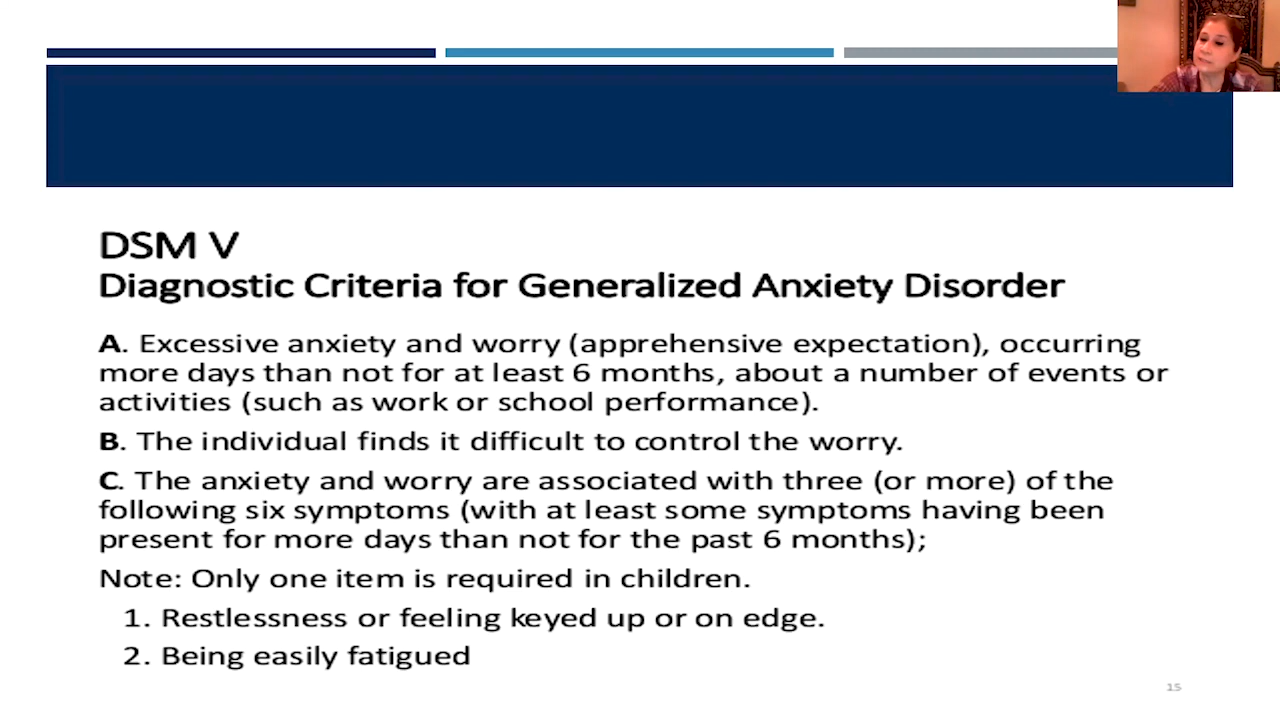 DSM V
Diagnostic Criteria for Generalized Anxiety Disorder
A. Excessive anxiety and worry (apprehensive expectation), occurring
more days than not for at least 6 months, about a number of events or
activities (such as work or school performance).
B. The individual finds it difficult to control the worry.
C. The anxiety and worry are associated with three (or more) of the
following six symptoms (with at least some symptoms having been
present for more days than not for the past 6 months);
Note: Only one item is required in children.
1. Restlessness or feeling keyed up or on edge.
2. Being easily fatigued
15